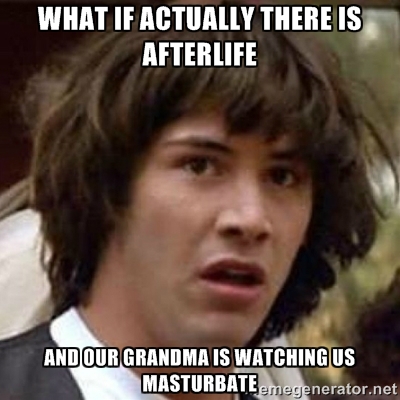 WHAT IF ACTUALLY THERE IS
AFTERLIFE
AND OUR GRANDMA IS WATCHING US
MASTURBATE
emegenerator.net